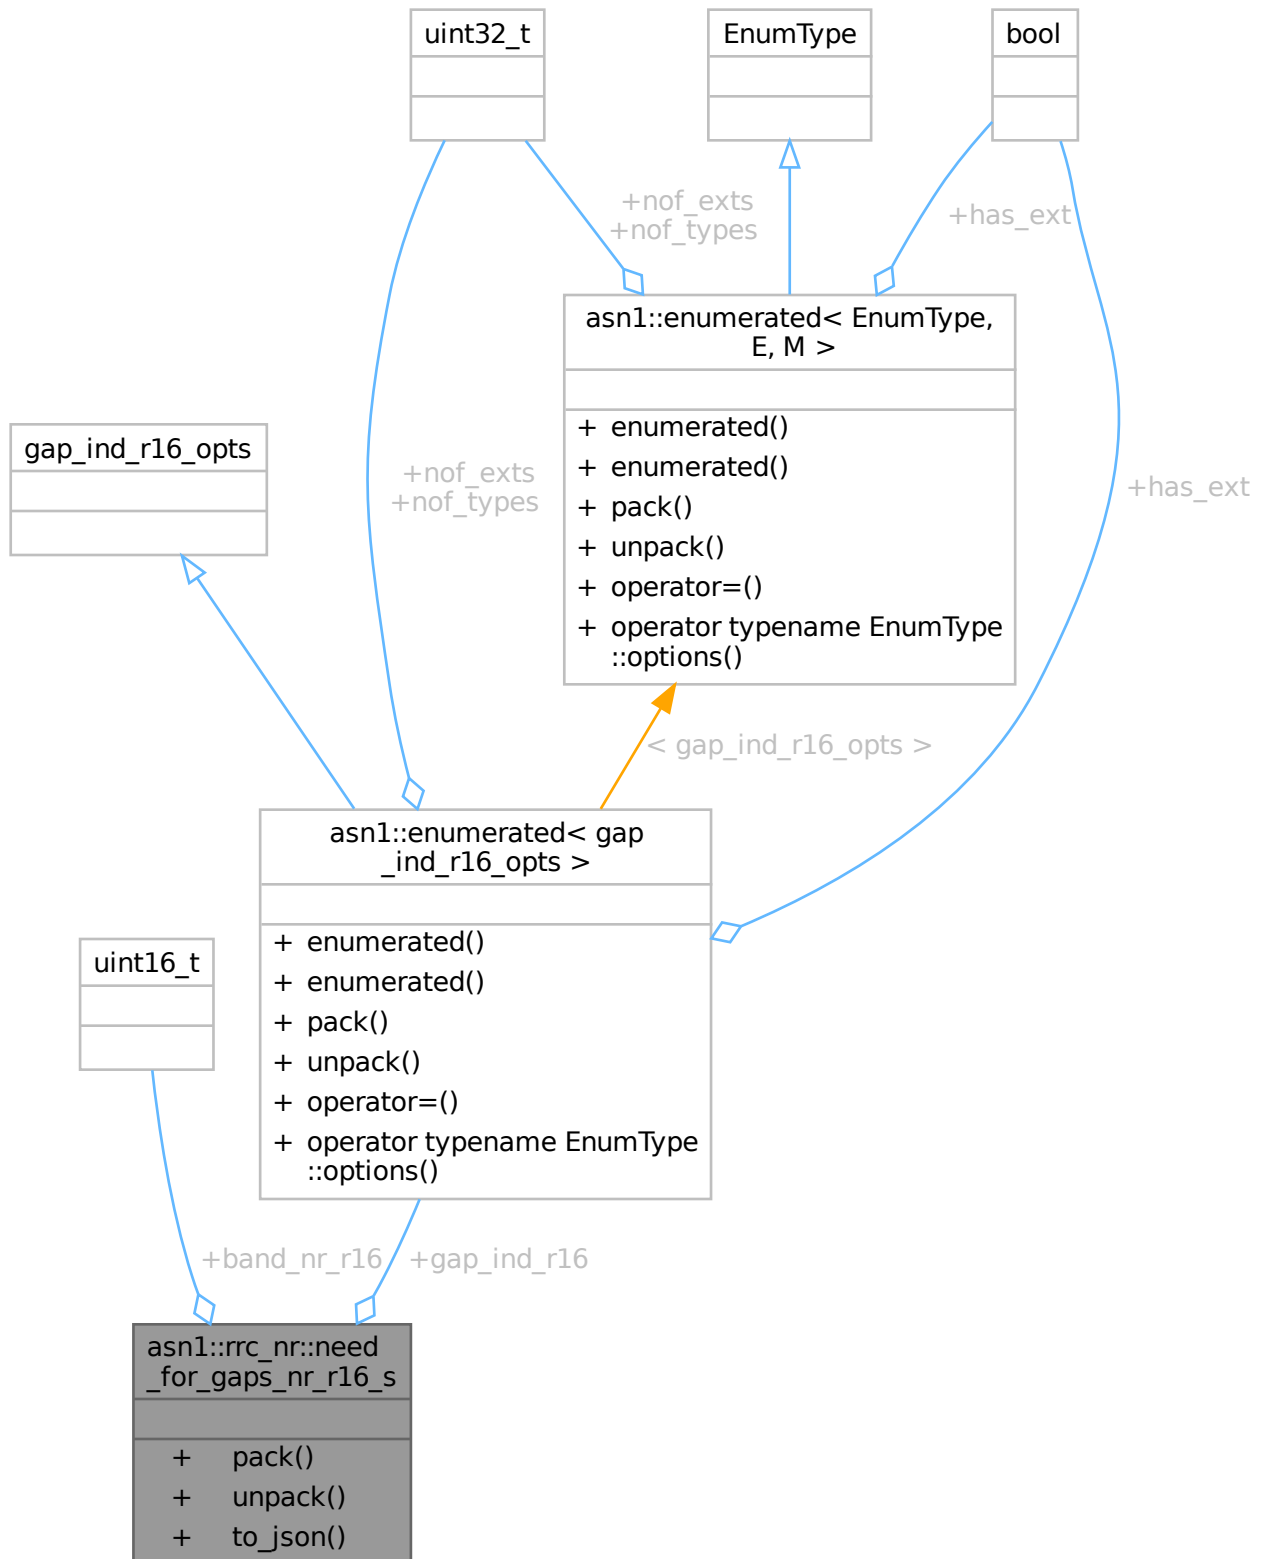 uint32_t
EnumType
bool
+nof_exts
+nof_types
+has_ext
asn1::enumerated< EnumType,
E, M >
+ enumerated()
+ enumerated()
+ pack()
+ unpack()
+ operator=()
+ operator typename EnumType
::options()
gap_ind_r16_opts
+nof_exts
+nof_types
+has_ext
< gap_ind_r16_opts >
asn1::enumerated< gap
_ind_r16_opts >
+ enumerated()
+ enumerated()
+ pack()
+ unpack()
+ operator=()
+ operator typename EnumType
::options()
uint16_t
+band_nr_r16
+gap_ind_r16
asn1::rrc_nr::need
_for_gaps_nr_r16_s
+ pack()
+ unpack()
+ to_json()